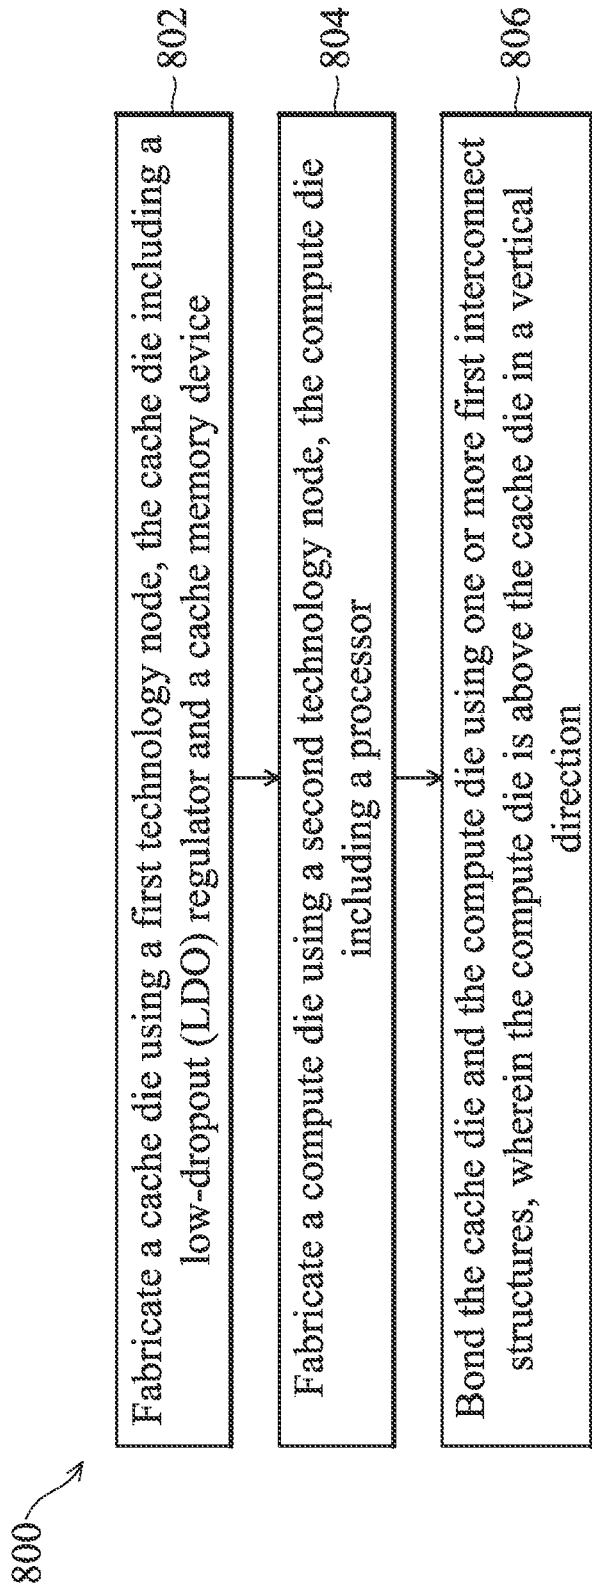 800
Fabricate a cache die using a first technology node, the cache die including a
low-dropout (LDO) regulator and a cache memory device
802
Fabricate a compute die using a second technology node, the compute die
including a processor
804
Bond the cache die and the compute die using one or more first interconnect
structures, wherein the compute die is above the cache die in a vertical
direction
806